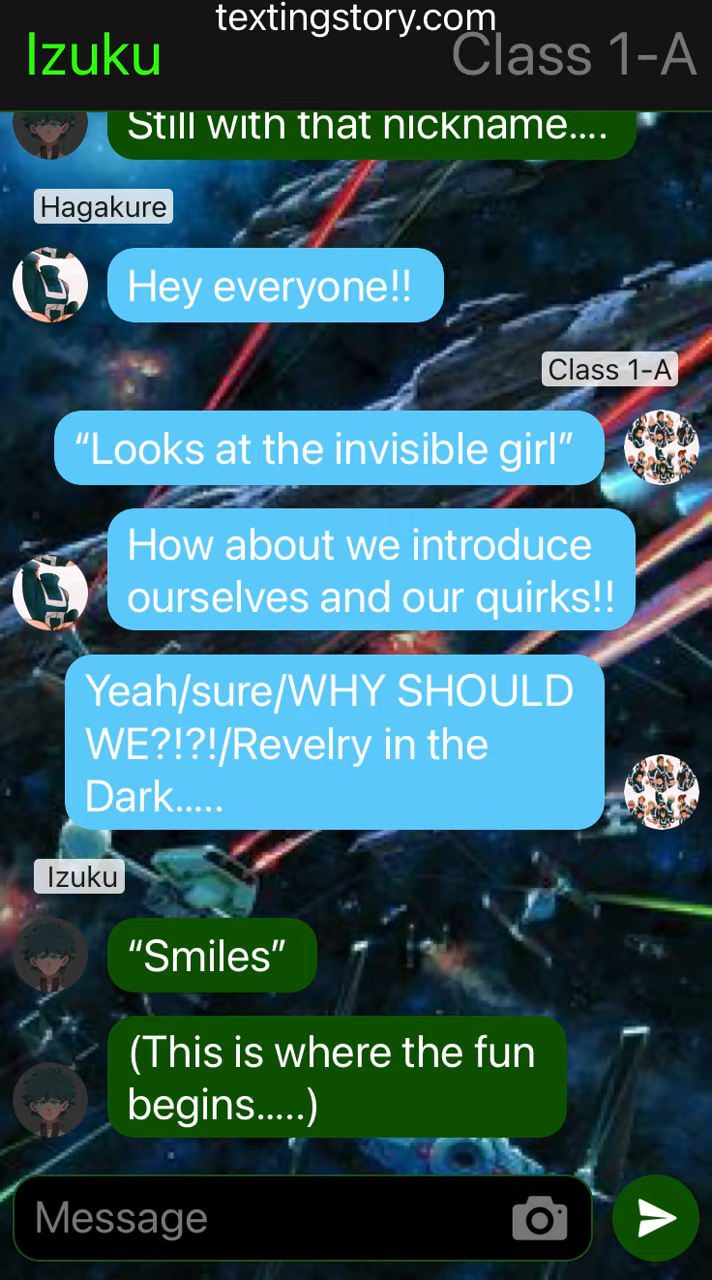 textingstory.com
Izuku
Class 1-A
Still with that nickname....
Hagakure
Hey everyone!!
Class 1-A
“Looks at the invisible girl”
How about we introduce
ourselves and our quirks!!
Yeah/sure/WHY SHOULD
WE?!?!/Revelry in the
Dark.....
Izuku
“Smiles”
(This is where the fun
begins.....)
Message